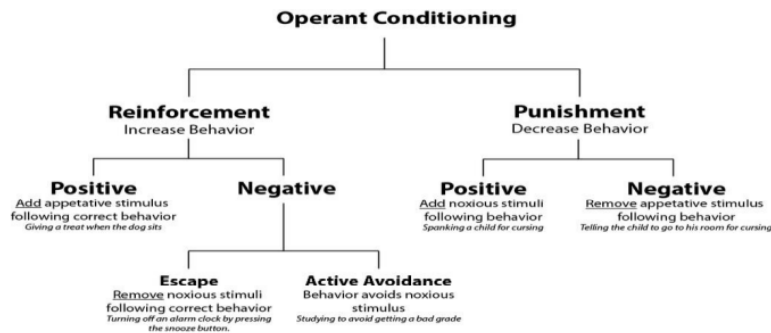 Operant Conditioning
Reinforcement
Increase Behavior
Punishment
Decrease Behavior
Positive
Add appetative stimulus
following correct behavior
Giving a treat when the dog sits
Negative
Positive
Add noxious stimuli
following behavior
Spanking a child for cursing
Negative
Remove appetative stimulus
following behavior
Telling the child to go to his room for cursing
Escape
Remove noxious stimuli
following correct behavior
Turning off an alarm clock by pressing
the snooze button.
Active Avoidance
Behavior avoids noxious
stimulus
Studying to avoid getting a bad grade